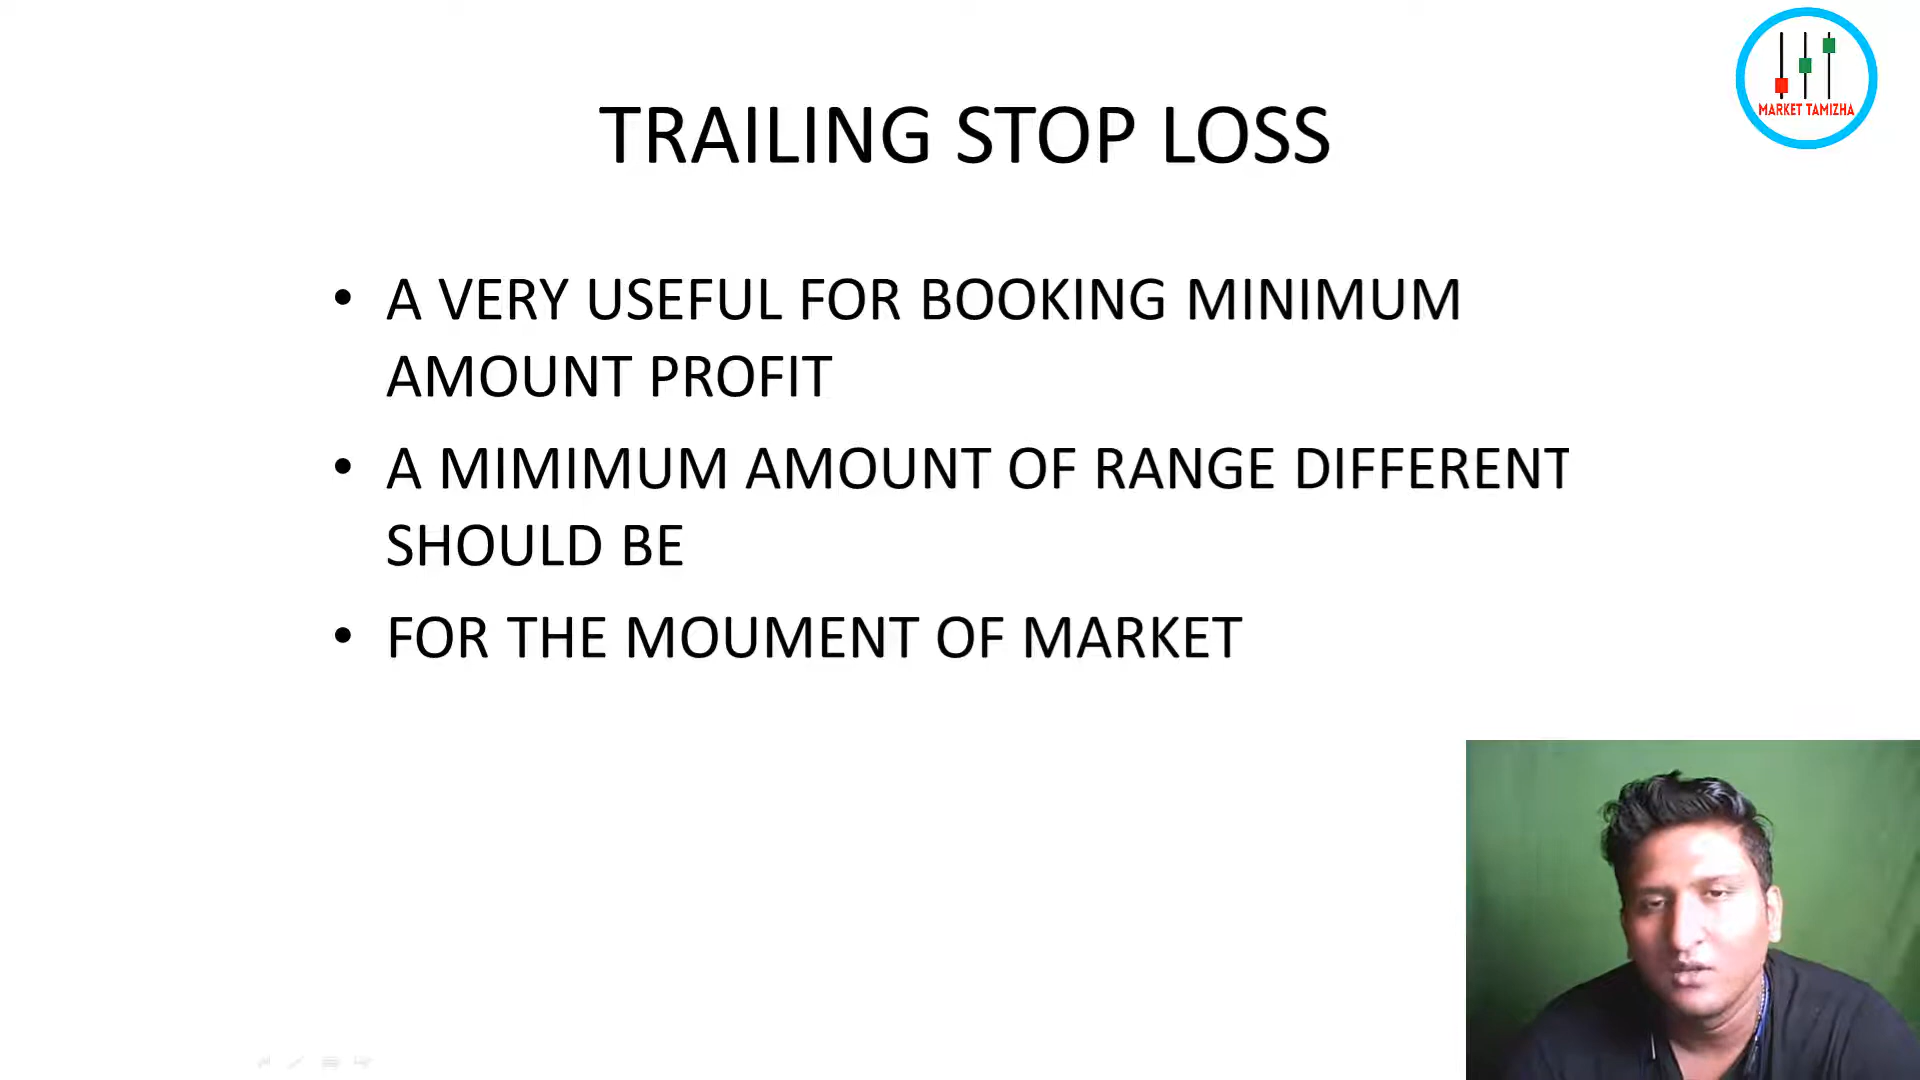 MARKET TAMIZHA
TRAILING STOP LOSS
• A VERY USEFUL FOR BOOKING MINIMUM
AMOUNT PROFIT
• A MIMIMUM AMOUNT OF RANGE DIFFERENT
SHOULD BE
• FOR THE MOUMENT OF MARKET